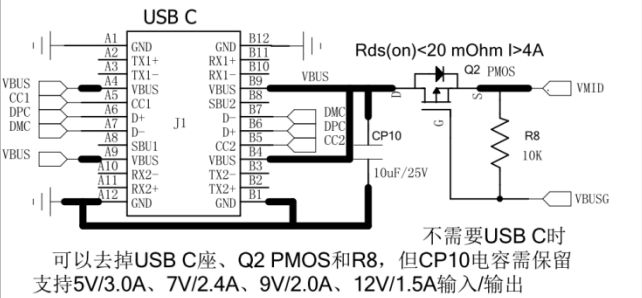 USB C
A1 GND GND B12
A2 TX1+ RX1+ B11
A3 TX1- RX1- B10
VBUS A4 VBUS VBUS B9 VBUS
CC1 A5 CC1 SBU2 B8
DPC A6 D+ D- B7 DMC
DMC A7 D- D+ B6 DPC
A8 SBU1 CC2 B5 CC2
VBUS A9 VBUS VBUS B4
A10 RX2- TX2- B3
A11 RX2+ TX2+ B2
A12 GND GND B1
J1
Rds(on)<20 mOhm I>4A
Q2 PMOS
D S VMID
G
CP10
10uF/25V
R8
10K
VBUSG
不需要USB C时
可以去掉USB C座、Q2 PMOS和R8，但CP10电容需保留
支持5V/3.0A、7V/2.4A、9V/2.0A、12V/1.5A输入/输出